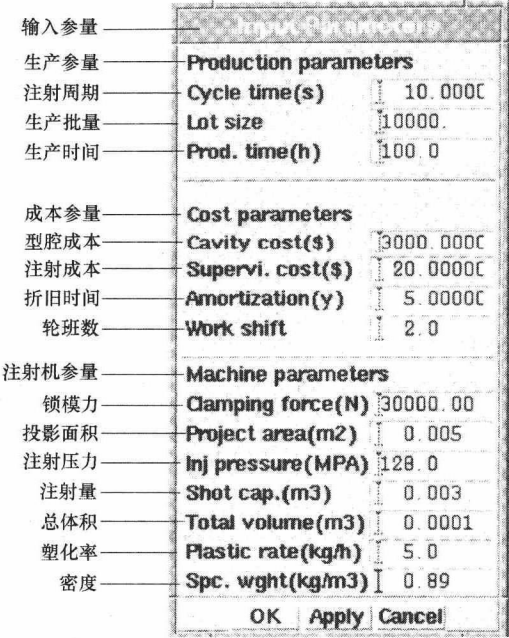 输入参量 Input Parameters
生产参量 Production parameters
注射周期 Cycle time(s) 10.000
生产批量 Lot size 10000.
生产时间 Prod. time(h) 100.0
成本参量 Cost parameters
型腔成本 Cavity cost($) 3000.000
注射成本 Supervi. cost($) 20.0000
折旧时间 Amortization(y) 5.0000
轮班数 Work shift 2.0
注射机参量 Machine parameters
锁模力 Clamping force(N) 30000.00
投影面积 Project area(m2) 0.005
注射压力 Inj pressure(MPA) 128.0
注射量 Shot cap.(m3) 0.003
总体积 Total volume(m3) 0.0001
塑化率 Plastic rate(kg/h) 5.0
密度 Spc. wght(kg/m3) 0.89
OK Apply Cancel